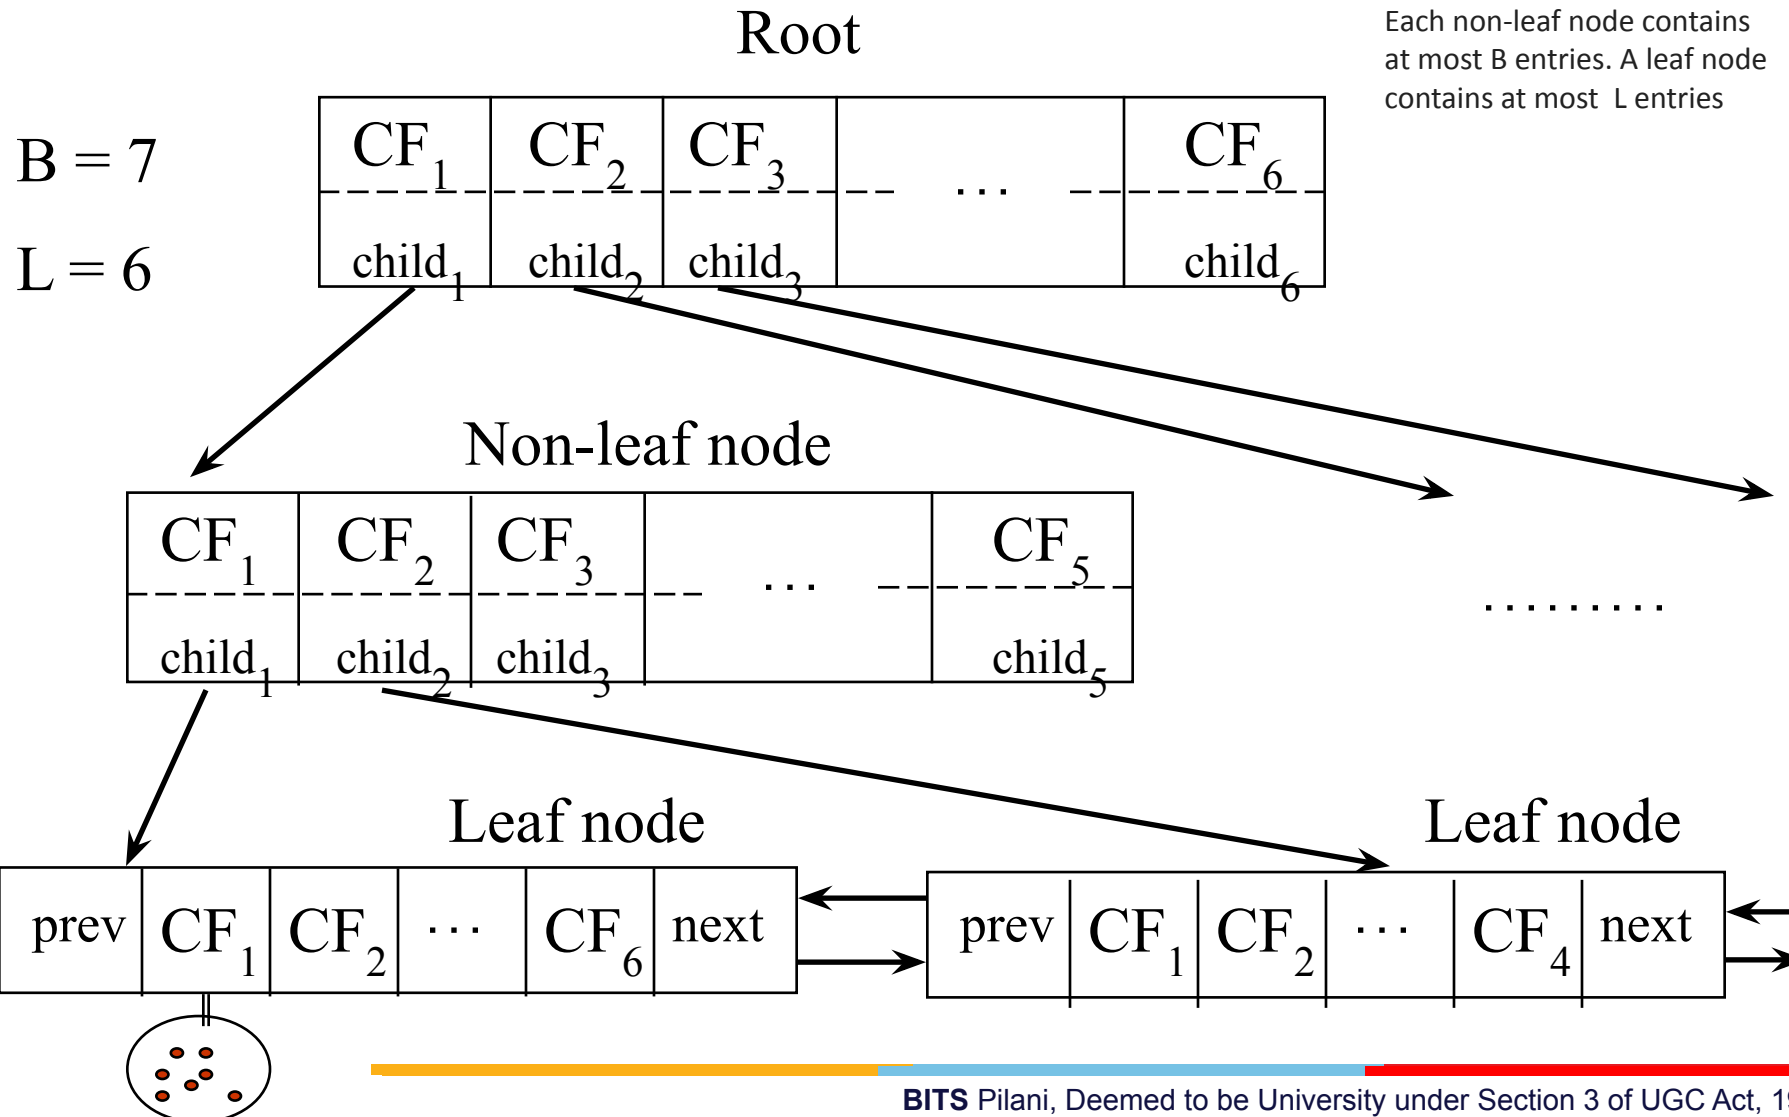 Root
Each non-leaf node contains
at most B entries. A leaf node
contains at most L entries
B = 7
L = 6
CF1 CF2 CF3 ... CF6
child1 child2 child3 child6
Non-leaf node
CF1 CF2 CF3 ... CF5
child1 child2 child3 child5
.........
Leaf node Leaf node
prev CF1 CF2 ... CF6 next prev CF1 CF2 ... CF4 next
BITS Pilani, Deemed to be University under Section 3 of UGC Act,